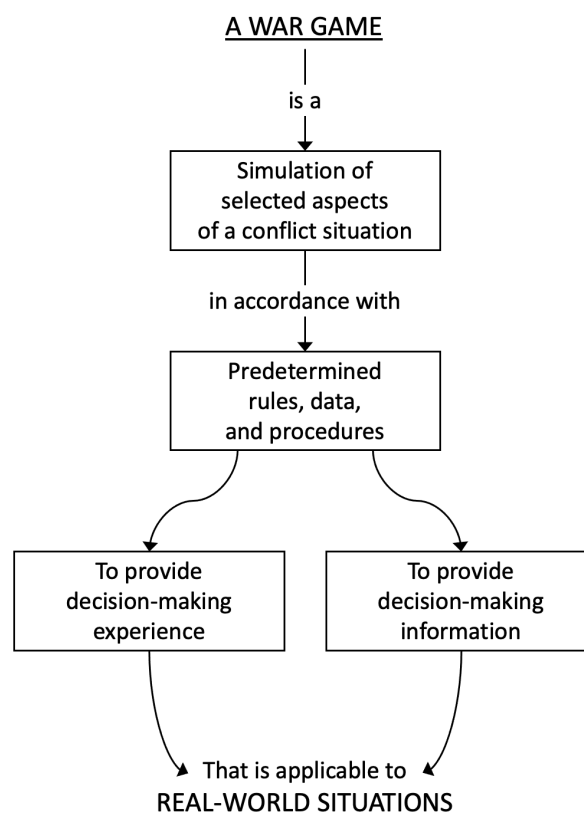 A WAR GAME
is a
Simulation of
selected aspects
of a conflict situation
in accordance with
Predetermined
rules, data,
and procedures
To provide
decision-making
experience
To provide
decision-making
information
That is applicable to
REAL-WORLD SITUATIONS